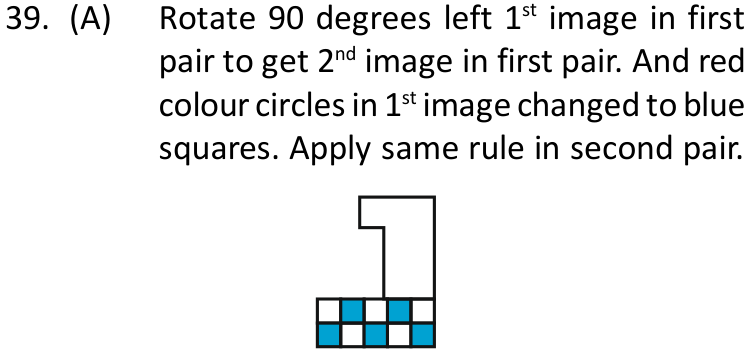 39. (A) Rotate 90 degrees left 1st image in first
pair to get 2nd image in first pair. And red
colour circles in 1st image changed to blue
squares. Apply same rule in second pair.